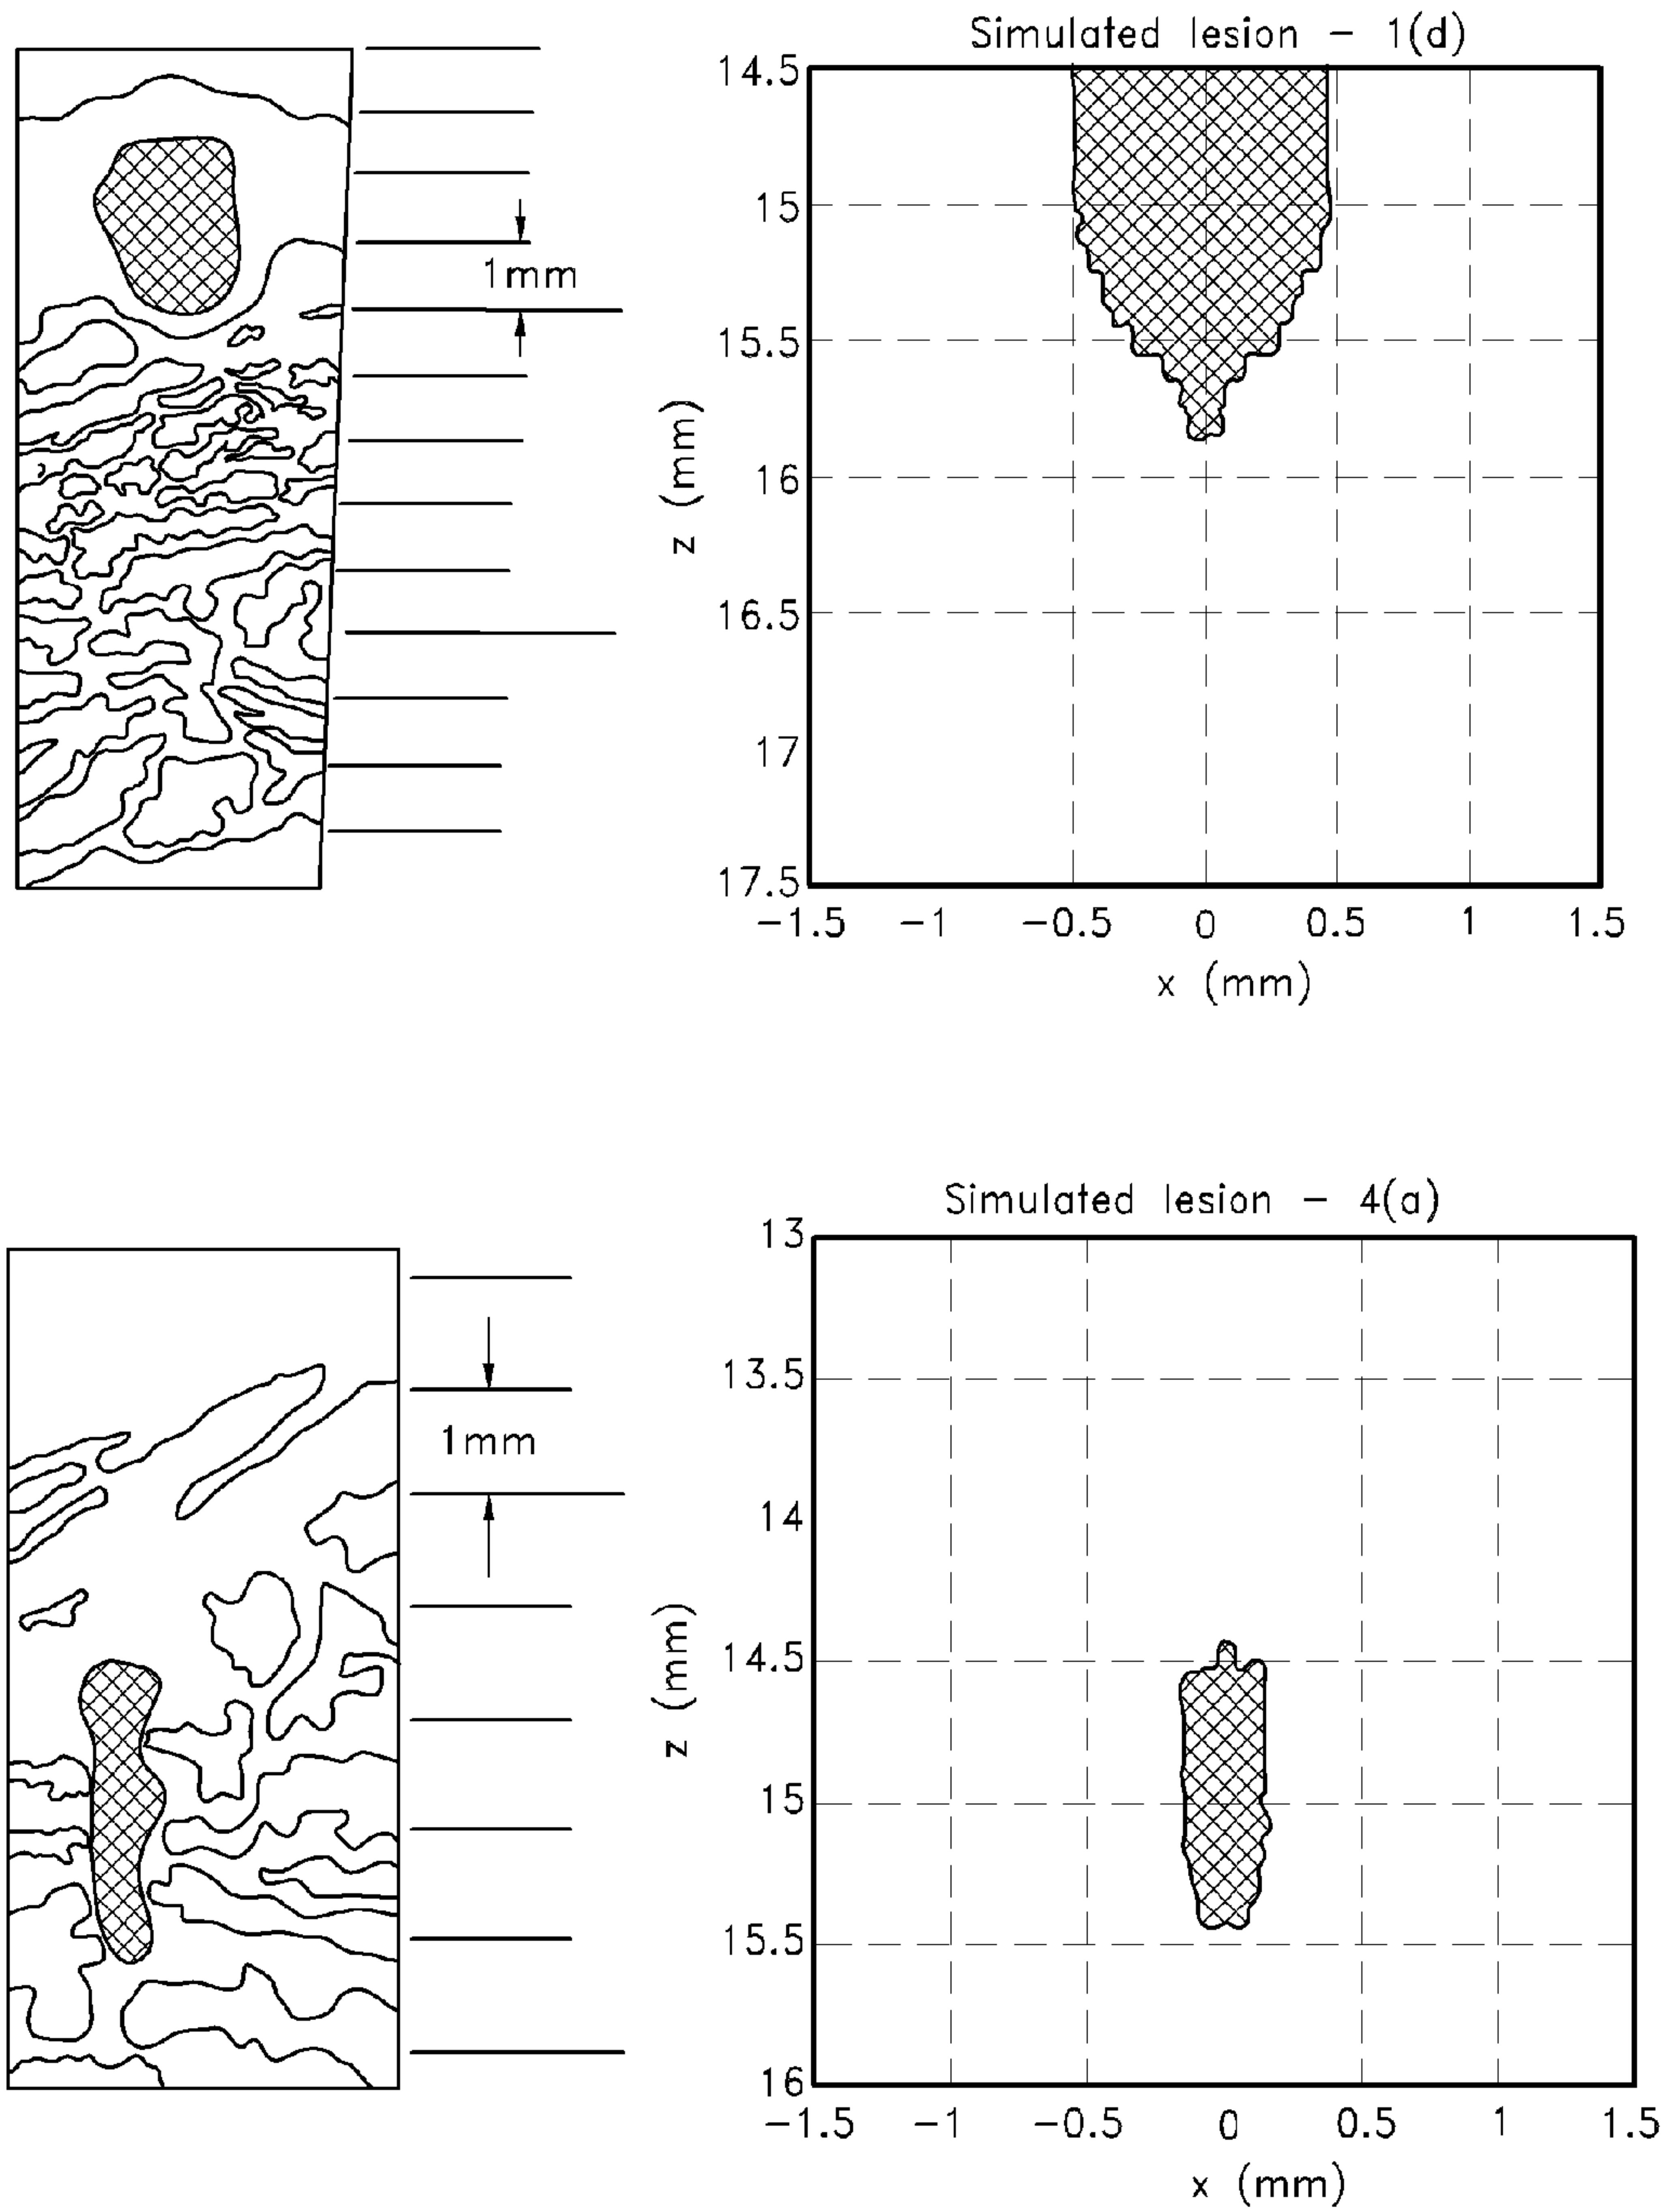 Simulated lesion - 1(d)
14.5
15
15.5
16
16.5
17
17.5
z (mm)
-1.5 -1 -0.5 0 0.5 1 1.5
x (mm)
1mm
Simulated lesion - 4(a)
13
13.5
14
14.5
15
15.5
16
z (mm)
-1.5 -1 -0.5 0 0.5 1 1.5
x (mm)
1mm